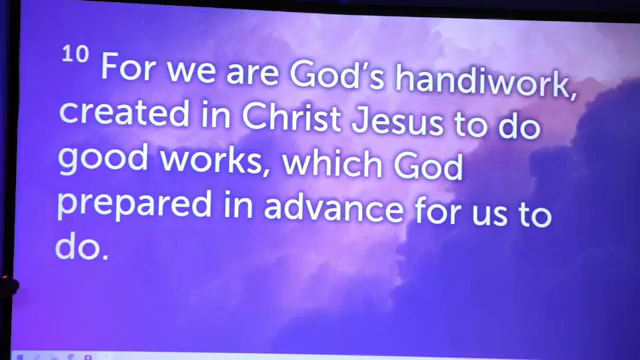 10 For we are God's handiwork,
created in Christ Jesus to do
good works, which God
prepared in advance for us to
do.